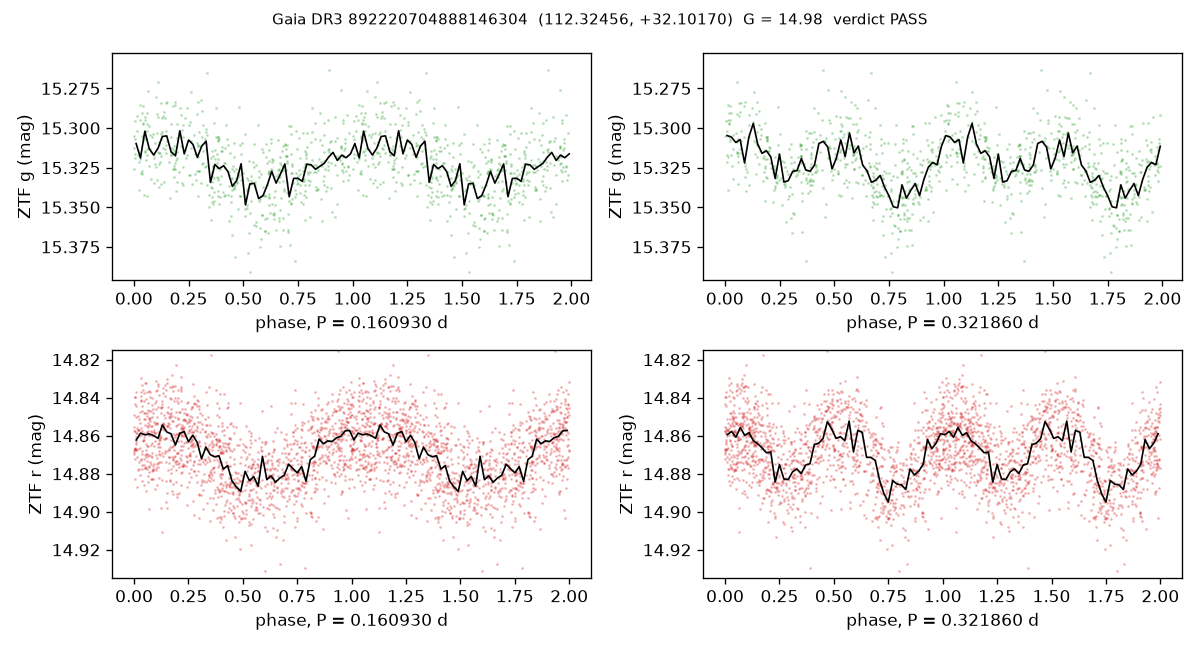 Gaia DR3 892220704888146304  (112.32456, +32.10170)  G = 14.98  verdict PASS
ZTF g (mag)
15.275
15.300
15.325
15.350
15.375
0.00 0.25 0.50 0.75 1.00 1.25 1.50 1.75 2.00
phase, P = 0.160930 d
ZTF g (mag)
15.275
15.300
15.325
15.350
15.375
0.00 0.25 0.50 0.75 1.00 1.25 1.50 1.75 2.00
phase, P = 0.321860 d
ZTF r (mag)
14.82
14.84
14.86
14.88
14.90
14.92
0.00 0.25 0.50 0.75 1.00 1.25 1.50 1.75 2.00
phase, P = 0.160930 d
ZTF r (mag)
14.82
14.84
14.86
14.88
14.90
14.92
0.00 0.25 0.50 0.75 1.00 1.25 1.50 1.75 2.00
phase, P = 0.321860 d